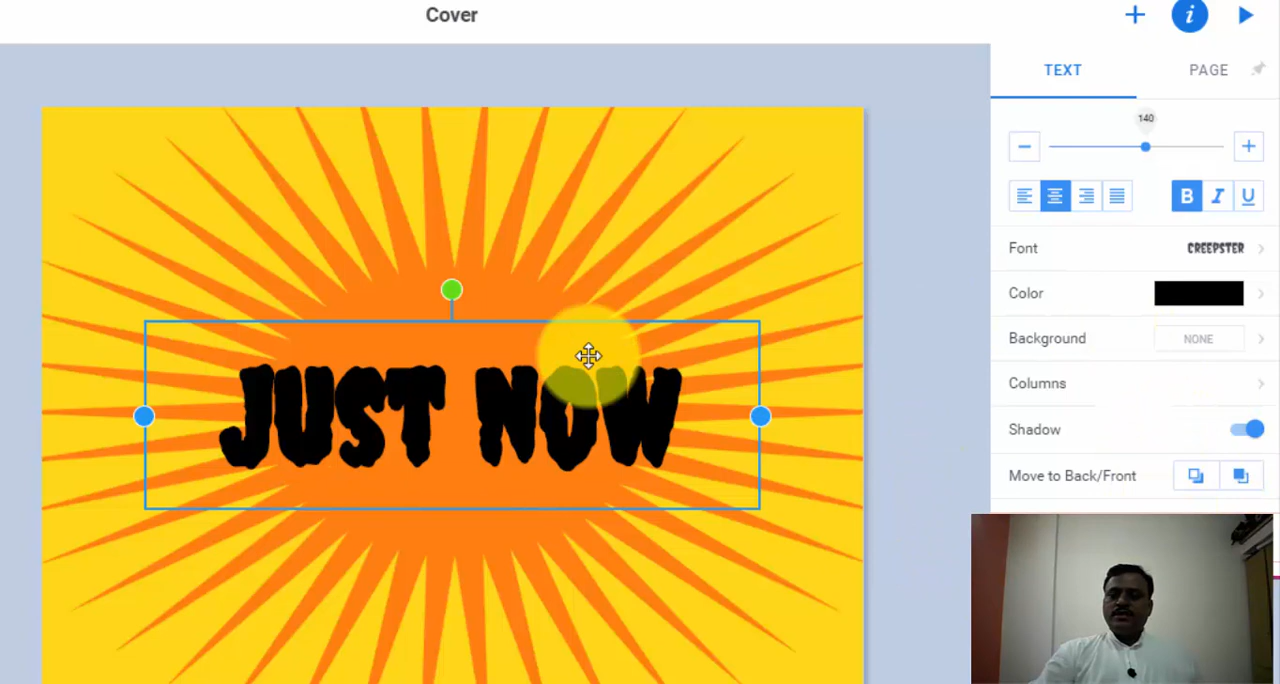 Cover
TEXT
PAGE
140
B I U
Font
CREEPSTER
Color
Background
NONE
Columns
Shadow
Move to Back/Front
JUST NOW